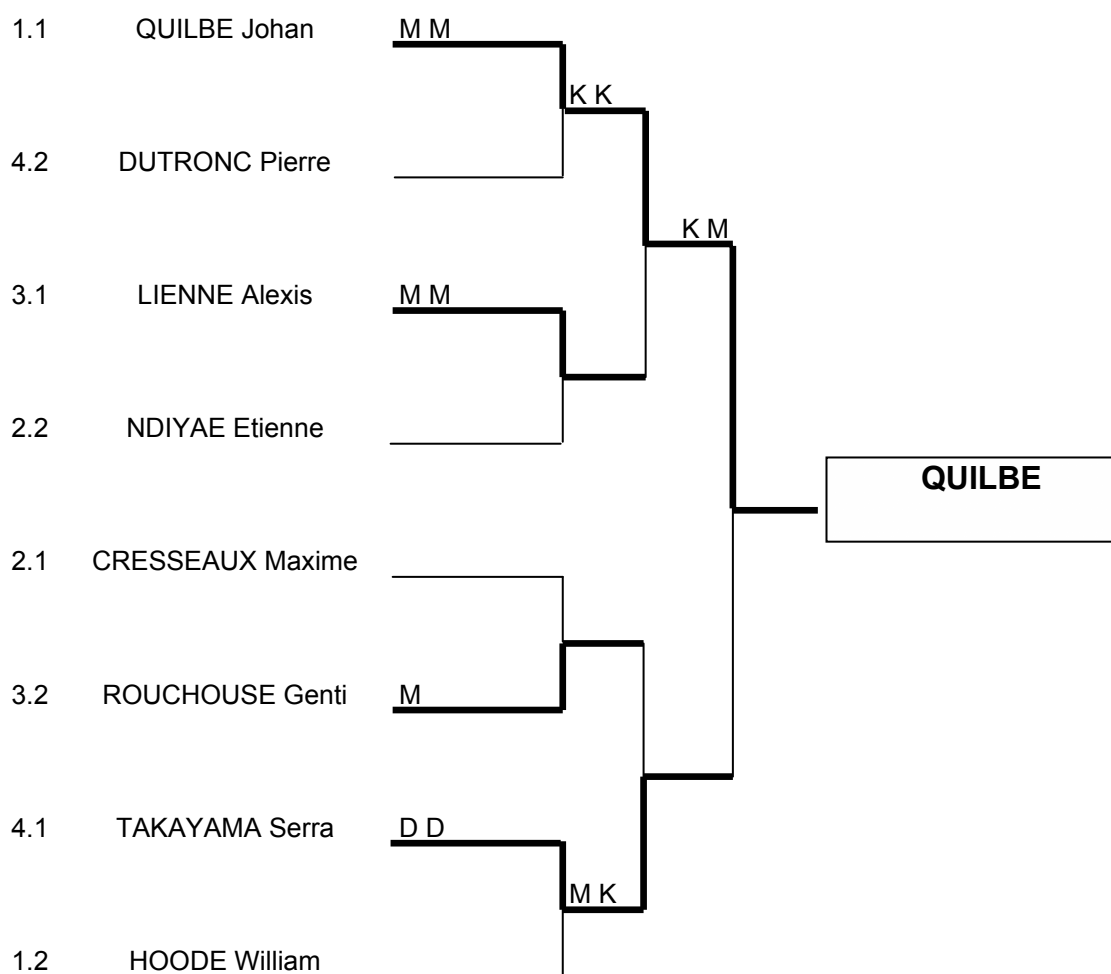 1.1 QUILBE Johan M M
K K
4.2 DUTRONC Pierre
K M
3.1 LIENNE Alexis M M
2.2 NDIYAE Etienne
QUILBE
2.1 CRESSEAUX Maxime
3.2 ROUCHOUSE Genti M
4.1 TAKAYAMA Serra D D
M K
1.2 HOODE William